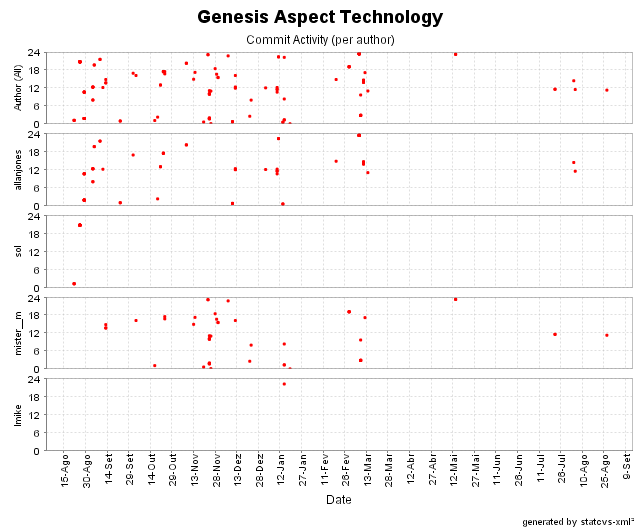 Genesis Aspect Technology
Commit Activity (per author)
Author (All)
24
18
12
6
0
allanjones
24
18
12
6
0
sol
24
18
12
6
0
mister__m
24
18
12
6
0
lmike
24
18
12
6
0
15-Ago 30-Ago 14-Set 29-Set 14-Out 29-Out 13-Nov 28-Nov 13-Dez 28-Dez 12-Jan 27-Jan 11-Fev 26-Fev 13-Mar 28-Mar 12-Abr 27-Abr 12-Mai 27-Mai 11-Jun 26-Jun 11-Jul 26-Jul 10-Ago 25-Ago 9-Set
Date
generated by statcvs-xml²